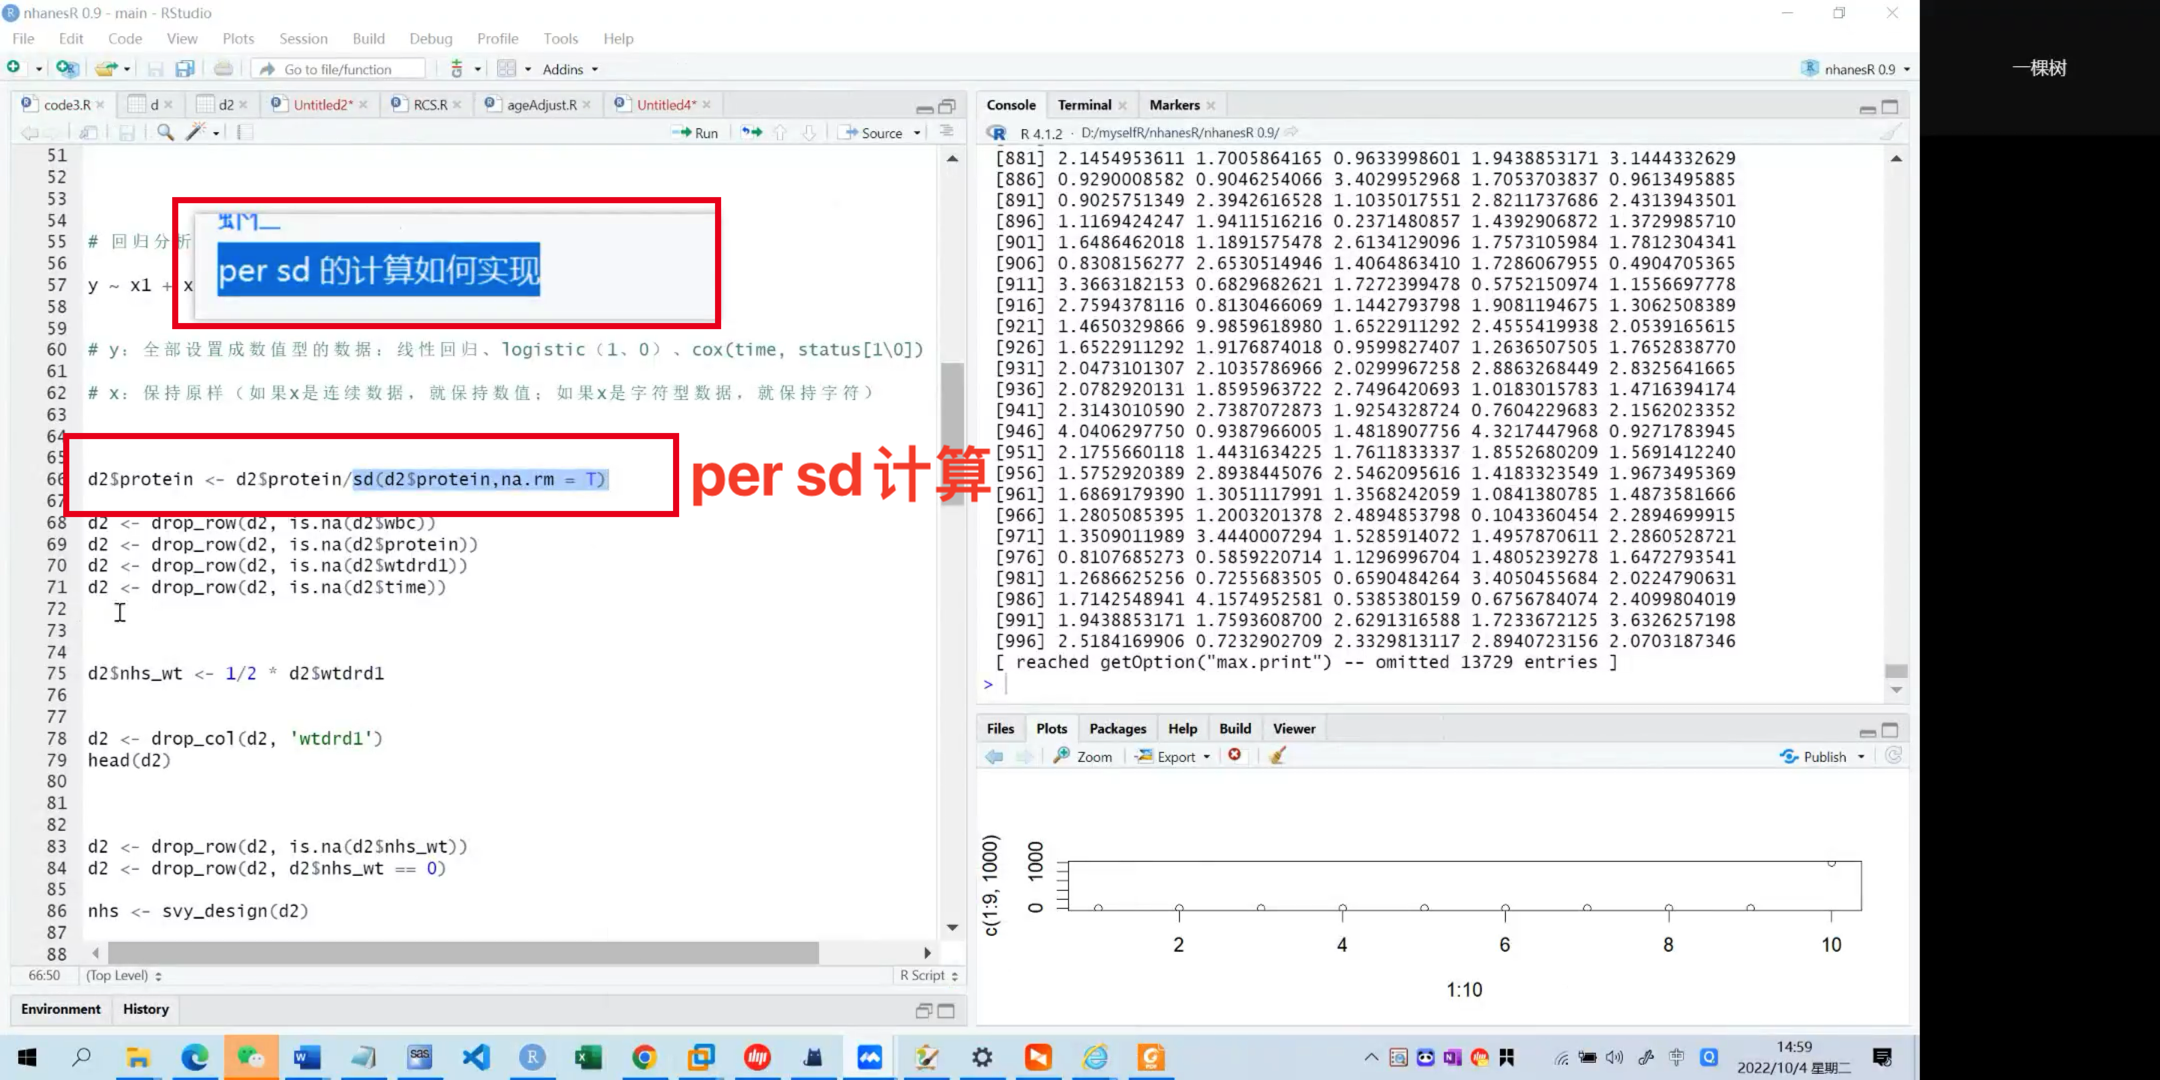 nhanesR 0.9 - main - RStudio
File Edit Code View Plots Session Build Debug Profile Tools Help
Go to file/function Addins nhanesR 0.9
一棵树
code3.R d d2 Untitled2* RCS.R ageAdjust.R Untitled4*
Run Source
51
52
53
54
55 # 回归分析
56
57 y ~ x1 + x
58
59
60 # y: 全部设置成数值型的数据: 线性回归、logistic（1、0）、cox(time, status[1\0])
61
62 # x: 保持原样（如果x是连续数据，就保持数值；如果x是字符型数据，就保持字符）
63
64
65
66 d2$protein <- d2$protein/sd(d2$protein,na.rm = T)
67
68 d2 <- drop_row(d2, is.na(d2$wbc))
69 d2 <- drop_row(d2, is.na(d2$protein))
70 d2 <- drop_row(d2, is.na(d2$wtdrd1))
71 d2 <- drop_row(d2, is.na(d2$time))
72
73
74
75 d2$nhs_wt <- 1/2 * d2$wtdrd1
76
77
78 d2 <- drop_col(d2, 'wtdrd1')
79 head(d2)
80
81
82
83 d2 <- drop_row(d2, is.na(d2$nhs_wt))
84 d2 <- drop_row(d2, d2$nhs_wt == 0)
85
86 nhs <- svy_design(d2)
87
88
per sd 的计算如何实现
per sd 计算
66:50 (Top Level) R Script
Environment History
Console Terminal Markers
R 4.1.2 · D:/myselfR/nhanesR/nhanesR 0.9/
[881] 2.1454953611 1.7005864165 0.9633998601 1.9438853171 3.1444332629
[886] 0.9290008582 0.9046254066 3.4029952968 1.7053703837 0.9613495885
[891] 0.9025751349 2.3942616528 1.1035017551 2.8211737686 2.4313943501
[896] 1.1169424247 1.9411516216 0.2371480857 1.4392906872 1.3729985710
[901] 1.6486462018 1.1891575478 2.6134129096 1.7573105984 1.7812304341
[906] 0.8308156277 2.6530514946 1.4064863410 1.7286067955 0.4904705365
[911] 3.3663182153 0.6829682621 1.7272399478 0.5752150974 1.1556697778
[916] 2.7594378116 0.8130466069 1.1442793798 1.9081194675 1.3062508389
[921] 1.4650329866 9.9859618980 1.6522911292 2.4555419938 2.0539165615
[926] 1.6522911292 1.9176874018 0.9599827407 1.2636507505 1.7652838770
[931] 2.0473101307 2.1035786966 2.0299967258 2.8863268449 2.8325641665
[936] 2.0782920131 1.8595963722 2.7496420693 1.0183015783 1.4716394174
[941] 2.3143010590 2.7387072873 1.9254328724 0.7604229683 2.1562023352
[946] 4.0406297750 0.9387966005 1.4818907756 4.3217447968 0.9271783945
[951] 2.1755660118 1.4431634225 1.7611833337 1.8552680209 1.5691412240
[956] 1.5752920389 2.8938445076 2.5462095616 1.4183323549 1.9673495369
[961] 1.6869179390 1.3051117991 1.3568242059 1.0841380785 1.4873581666
[966] 1.2805085395 1.2003201378 2.4894853798 0.1043360454 2.2894699915
[971] 1.3509011989 3.4440007294 1.5285914072 1.4957870611 2.2860528721
[976] 0.8107685273 0.5859220714 1.1296996704 1.4805239278 1.6472793541
[981] 1.2686625256 0.7255683505 0.6590484264 3.4050455684 2.0224790631
[986] 1.7142548941 4.1574952581 0.5385380159 0.6756784074 2.4099804019
[991] 1.9438853171 1.7593608700 2.6291316588 1.7233672125 3.6326257198
[996] 2.5184169906 0.7232902709 2.3329813117 2.8940723156 2.0703187346
[ reached getOption("max.print") -- omitted 13729 entries ]
>
Files Plots Packages Help Build Viewer
Zoom Export Publish
c(1:9, 1000)
0 1000
2 4 6 8 10
1:10
14:59
2022/10/4 星期二